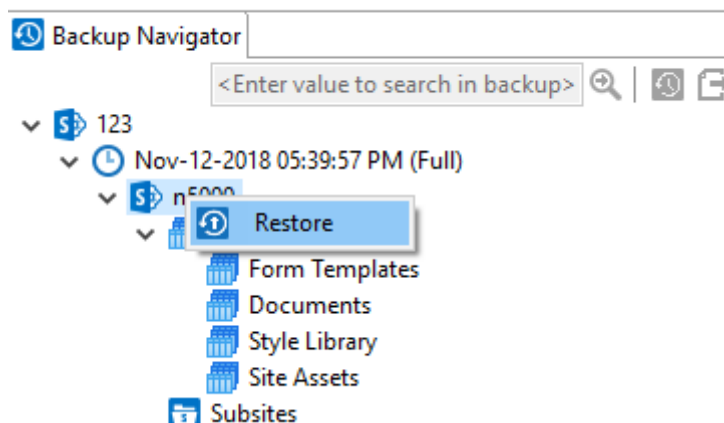 Backup Navigator
<Enter value to search in backup>
123
Nov-12-2018 05:39:57 PM (Full)
n5000
Restore
Form Templates
Documents
Style Library
Site Assets
Subsites